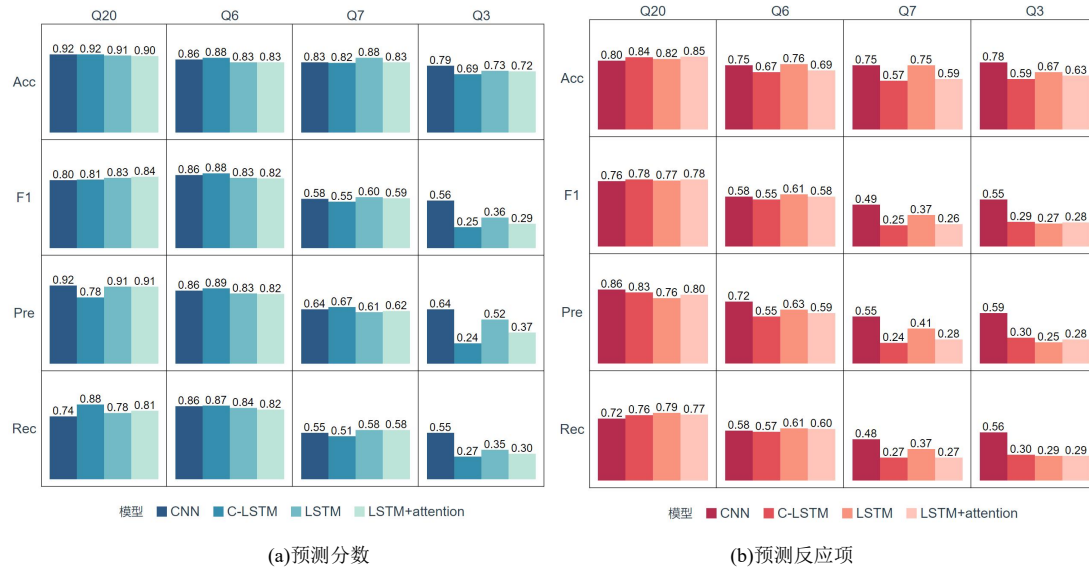 Q20 Q6 Q7 Q3
Acc
0.92 0.92 0.91 0.90
0.86 0.88 0.83 0.83
0.83 0.82 0.88 0.83
0.79 0.69 0.73 0.72
F1
0.80 0.81 0.83 0.84
0.86 0.88 0.83 0.82
0.58 0.55 0.60 0.59
0.56 0.25 0.36 0.29
Pre
0.92 0.78 0.91 0.91
0.86 0.89 0.83 0.82
0.64 0.67 0.61 0.62
0.64 0.24 0.52 0.37
Rec
0.74 0.88 0.78 0.81
0.86 0.87 0.84 0.82
0.55 0.51 0.58 0.58
0.55 0.27 0.35 0.30
模型 CNN C-LSTM LSTM LSTM+attention
(a)预测分数
Q20 Q6 Q7 Q3
Acc
0.80 0.84 0.82 0.85
0.75 0.67 0.76 0.69
0.75 0.57 0.75 0.59
0.78 0.59 0.67 0.63
F1
0.76 0.78 0.77 0.78
0.58 0.55 0.61 0.58
0.49 0.25 0.37 0.26
0.55 0.29 0.27 0.28
Pre
0.86 0.83 0.76 0.80
0.72 0.55 0.63 0.59
0.55 0.24 0.41 0.28
0.59 0.30 0.25 0.28
Rec
0.72 0.76 0.79 0.77
0.58 0.57 0.61 0.60
0.48 0.27 0.37 0.27
0.56 0.30 0.29 0.29
模型 CNN C-LSTM LSTM LSTM+attention
(b)预测反应项